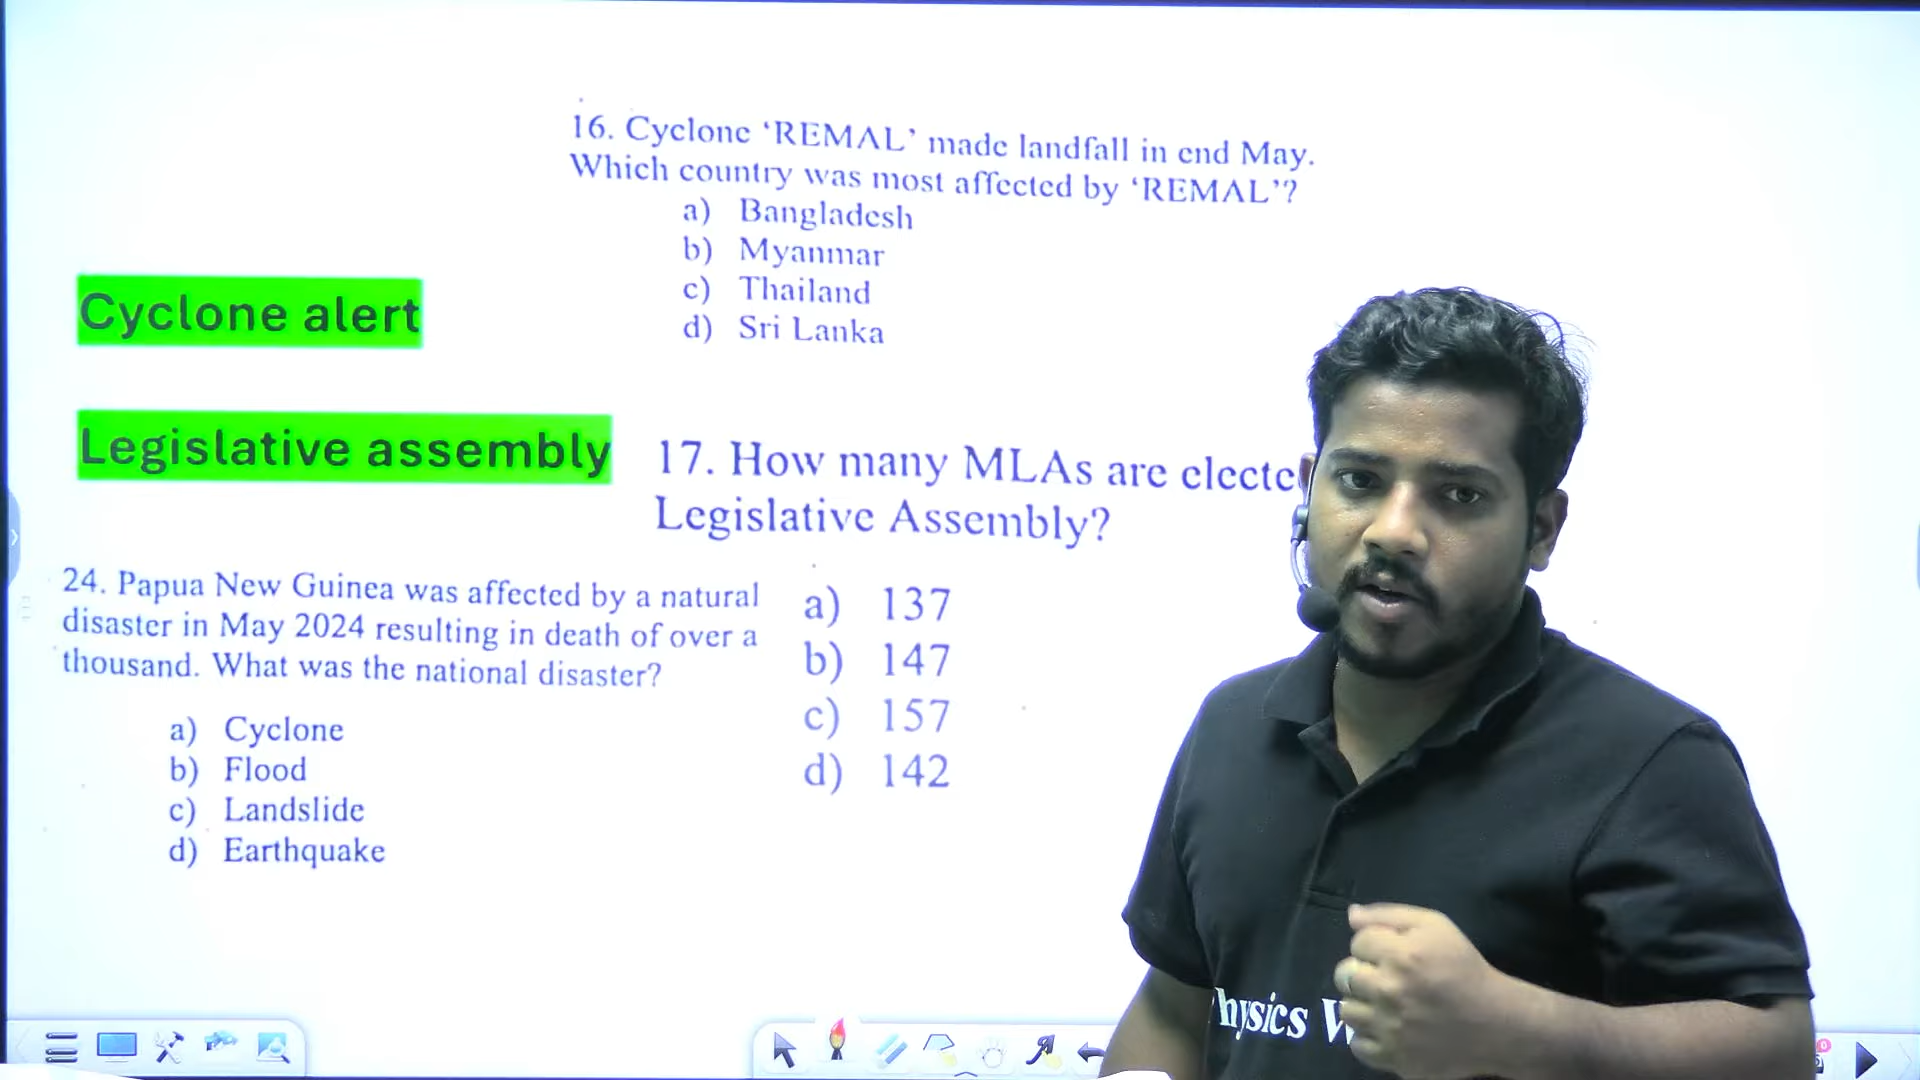 16. Cyclone ‘REMAL’ made landfall in end May.
Which country was most affected by ‘REMAL’?
a) Bangladesh
b) Myanmar
c) Thailand
d) Sri Lanka
Cyclone alert
Legislative assembly
17. How many MLAs are electe
Legislative Assembly?
a) 137
b) 147
c) 157
d) 142
24. Papua New Guinea was affected by a natural
disaster in May 2024 resulting in death of over a
thousand. What was the national disaster?
a) Cyclone
b) Flood
c) Landslide
d) Earthquake
hysics W